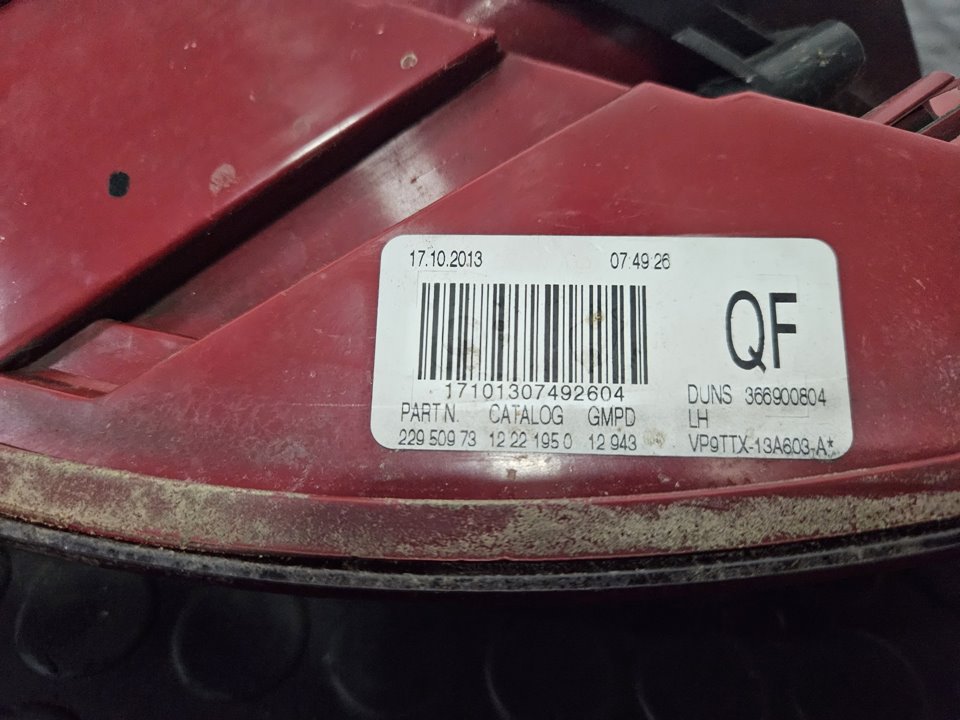 17.10.2013 07 49 26
17101307492604
QF
DUNS 366900804
PART N. CATALOG GMPD LH
229 509 73 12 22 195 0 12 943 VP9TTX-13A603-A*